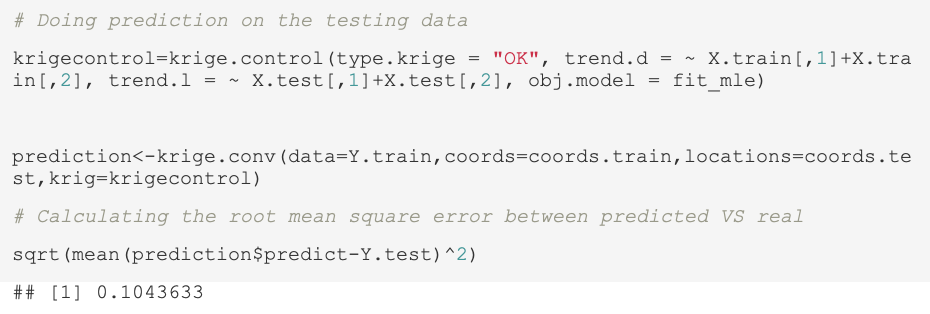 # Doing prediction on the testing data
krigecontrol=krige.control(type.krige = "OK", trend.d = ~ X.train[,1]+X.tra
in[,2], trend.l = ~ X.test[,1]+X.test[,2], obj.model = fit_mle)
prediction<-krige.conv(data=Y.train,coords=coords.train,locations=coords.te
st,krig=krigecontrol)
# Calculating the root mean square error between predicted VS real
sqrt(mean(prediction$predict-Y.test)^2)
## [1] 0.1043633